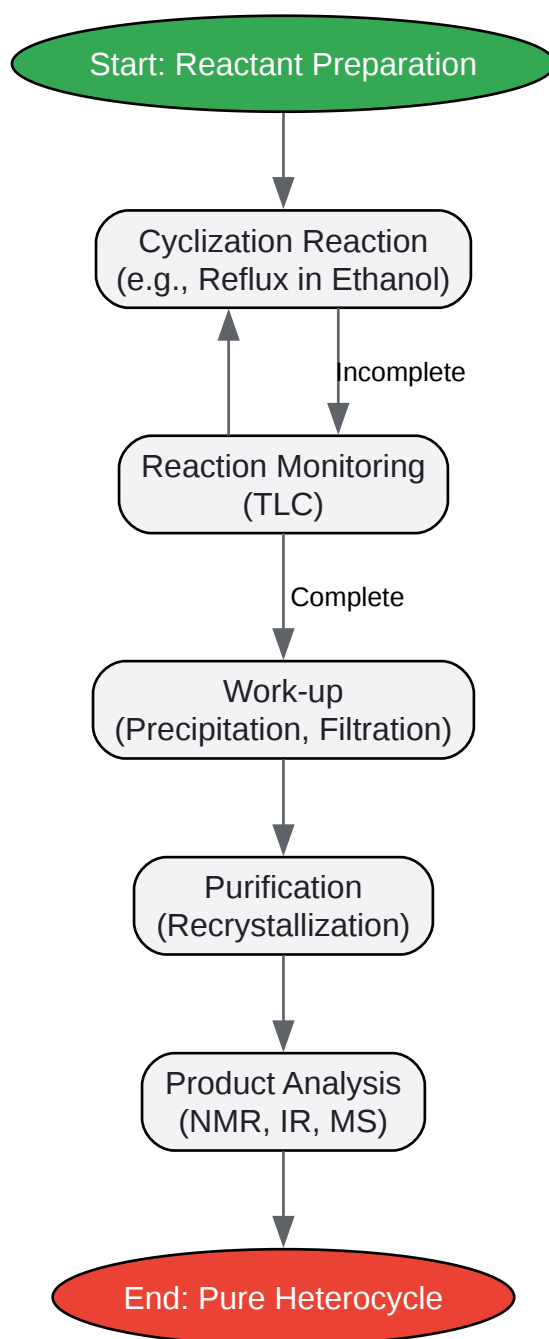 Start: Reactant Preparation
Cyclization Reaction
(e.g., Reflux in Ethanol)
Incomplete
Reaction Monitoring
(TLC)
Complete
Work-up
(Precipitation, Filtration)
Purification
(Recrystallization)
Product Analysis
(NMR, IR, MS)
End: Pure Heterocycle